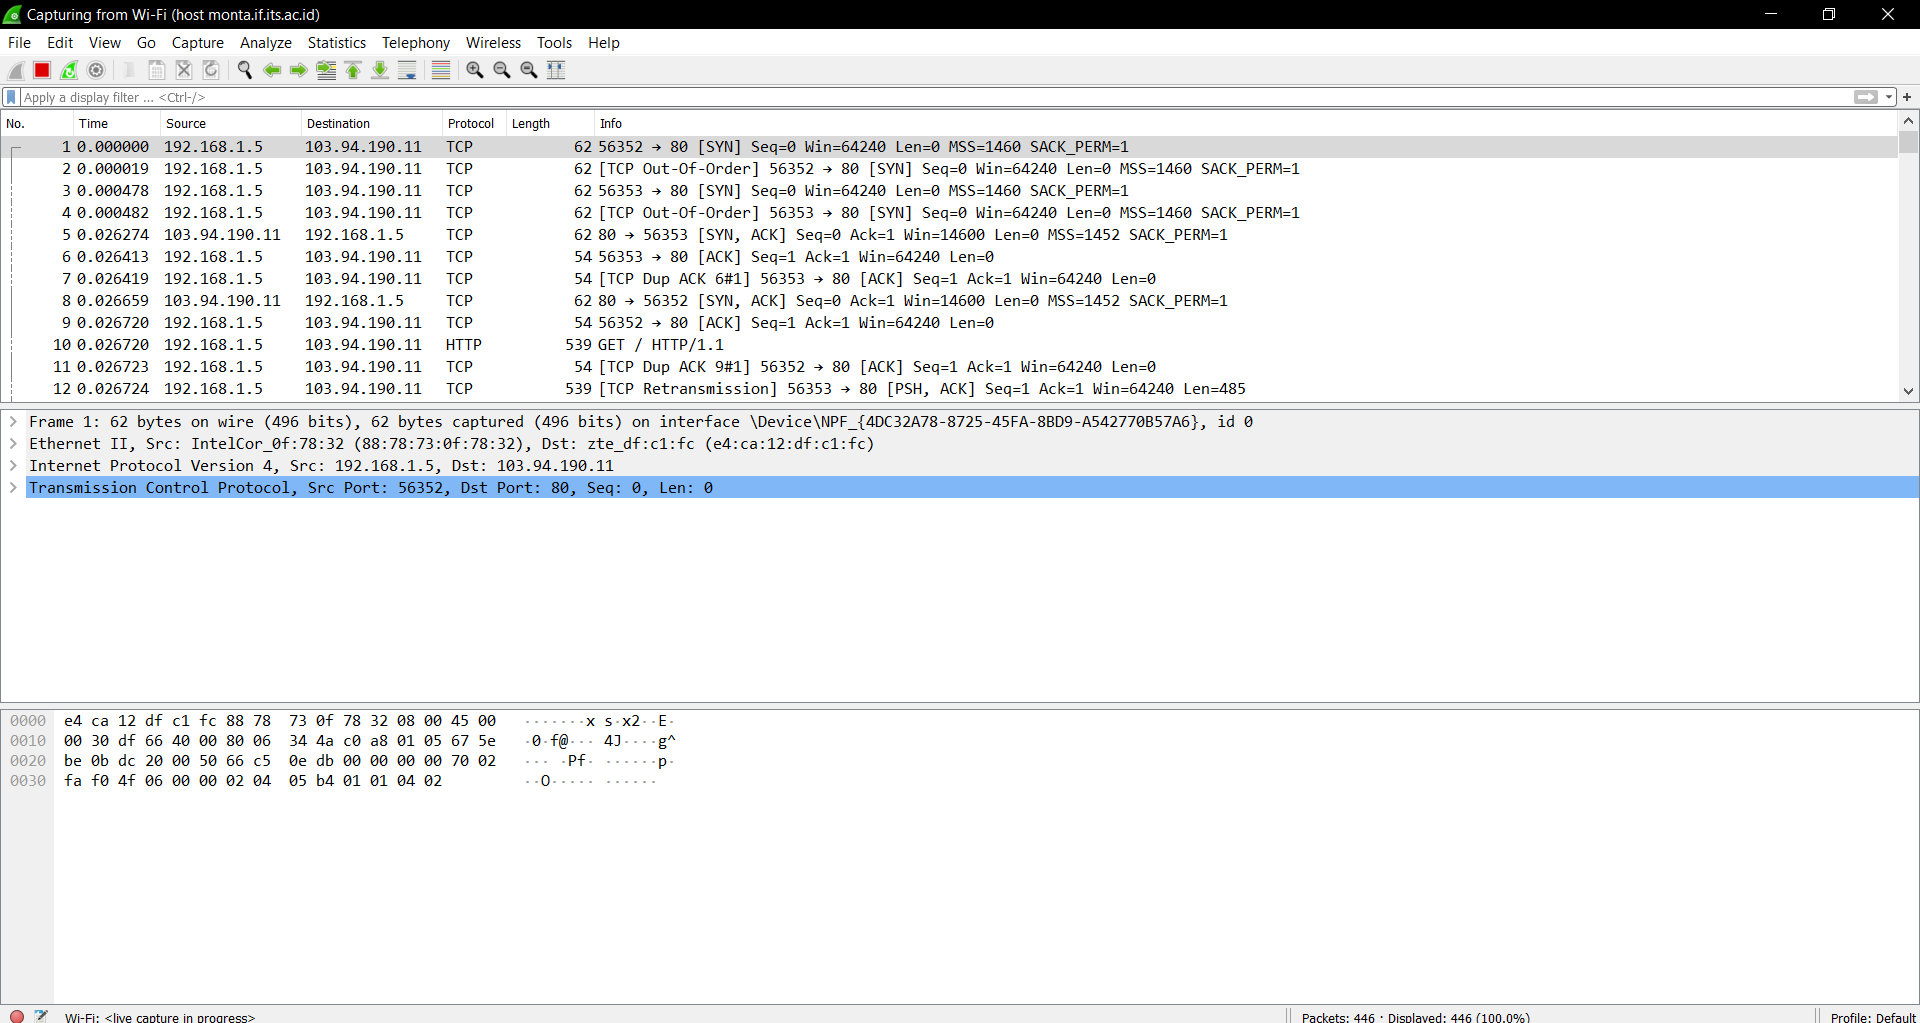 Capturing from Wi-Fi (host monta.if.its.ac.id)
File Edit View Go Capture Analyze Statistics Telephony Wireless Tools Help
Apply a display filter ... <Ctrl-/>
No. Time Source Destination Protocol Length Info
1 0.000000 192.168.1.5 103.94.190.11 TCP 62 56352 → 80 [SYN] Seq=0 Win=64240 Len=0 MSS=1460 SACK_PERM=1
2 0.000019 192.168.1.5 103.94.190.11 TCP 62 [TCP Out-Of-Order] 56352 → 80 [SYN] Seq=0 Win=64240 Len=0 MSS=1460 SACK_PERM=1
3 0.000478 192.168.1.5 103.94.190.11 TCP 62 56353 → 80 [SYN] Seq=0 Win=64240 Len=0 MSS=1460 SACK_PERM=1
4 0.000482 192.168.1.5 103.94.190.11 TCP 62 [TCP Out-Of-Order] 56353 → 80 [SYN] Seq=0 Win=64240 Len=0 MSS=1460 SACK_PERM=1
5 0.026274 103.94.190.11 192.168.1.5 TCP 62 80 → 56353 [SYN, ACK] Seq=0 Ack=1 Win=14600 Len=0 MSS=1452 SACK_PERM=1
6 0.026413 192.168.1.5 103.94.190.11 TCP 54 56353 → 80 [ACK] Seq=1 Ack=1 Win=64240 Len=0
7 0.026419 192.168.1.5 103.94.190.11 TCP 54 [TCP Dup ACK 6#1] 56353 → 80 [ACK] Seq=1 Ack=1 Win=64240 Len=0
8 0.026659 103.94.190.11 192.168.1.5 TCP 62 80 → 56352 [SYN, ACK] Seq=0 Ack=1 Win=14600 Len=0 MSS=1452 SACK_PERM=1
9 0.026720 192.168.1.5 103.94.190.11 TCP 54 56352 → 80 [ACK] Seq=1 Ack=1 Win=64240 Len=0
10 0.026720 192.168.1.5 103.94.190.11 HTTP 539 GET / HTTP/1.1
11 0.026723 192.168.1.5 103.94.190.11 TCP 54 [TCP Dup ACK 9#1] 56352 → 80 [ACK] Seq=1 Ack=1 Win=64240 Len=0
12 0.026724 192.168.1.5 103.94.190.11 TCP 539 [TCP Retransmission] 56353 → 80 [PSH, ACK] Seq=1 Ack=1 Win=64240 Len=485
Frame 1: 62 bytes on wire (496 bits), 62 bytes captured (496 bits) on interface \Device\NPF_{4DC32A78-8725-45FA-8BD9-A542770B57A6}, id 0
Ethernet II, Src: IntelCor_0f:78:32 (88:78:73:0f:78:32), Dst: zte_df:c1:fc (e4:ca:12:df:c1:fc)
Internet Protocol Version 4, Src: 192.168.1.5, Dst: 103.94.190.11
Transmission Control Protocol, Src Port: 56352, Dst Port: 80, Seq: 0, Len: 0
0000 e4 ca 12 df c1 fc 88 78 73 0f 78 32 08 00 45 00 ·······x s·x2··E·
0010 00 30 df 66 40 00 80 06 34 4a c0 a8 01 05 67 5e ·0·f@··· 4J····g^
0020 be 0b dc 20 00 50 66 c5 0e db 00 00 00 00 70 02 ··· ·Pf· ······p·
0030 fa f0 4f 06 00 00 02 04 05 b4 01 01 04 02 ··O····· ······
Wi-Fi: <live capture in progress> Packets: 446 · Displayed: 446 (100.0%) Profile: Default